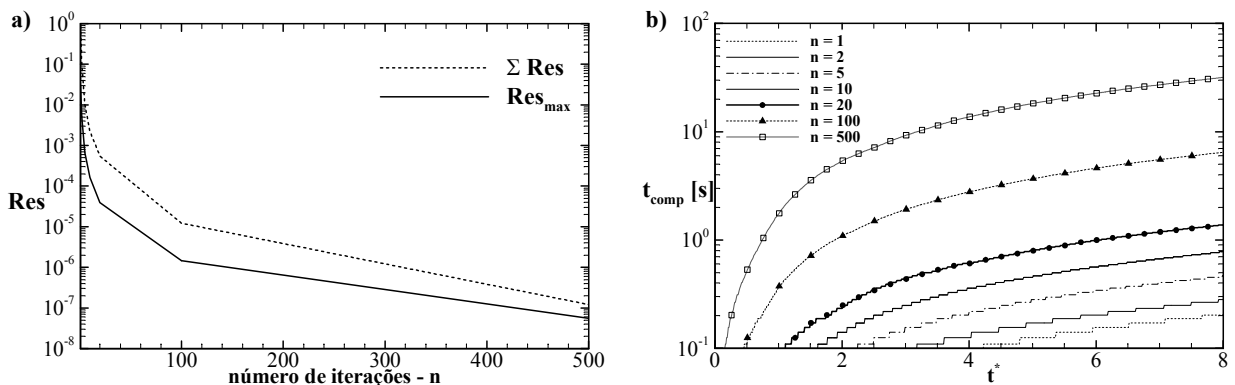 a)
10^0
10^-1
10^-2
10^-3
10^-4
10^-5
10^-6
10^-7
10^-8
Res
Σ Res
Res_max
100 200 300 400 500
número de iterações - n
b)
10^2
10^1
10^0
10^-1
t_comp [s]
n = 1
n = 2
n = 5
n = 10
n = 20
n = 100
n = 500
0 2 4 6 8
t^*